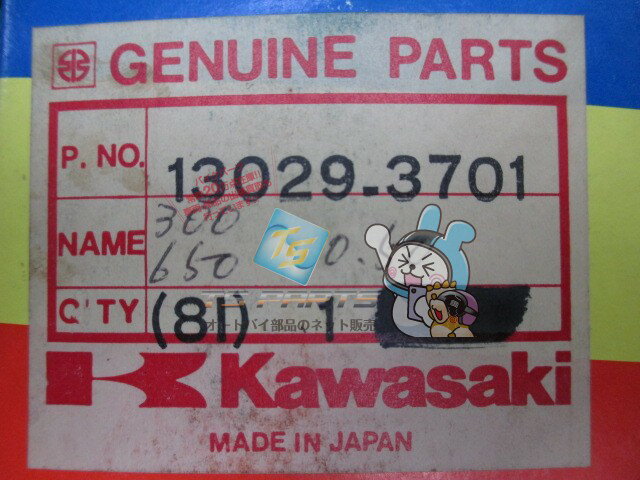 GENUINE PARTS
P. NO. 13029-3701
300
NAME
650
TS
TS PARTS
オートバイ部品のネット販売
Q'TY (8I) 1
Kawasaki
MADE IN JAPAN